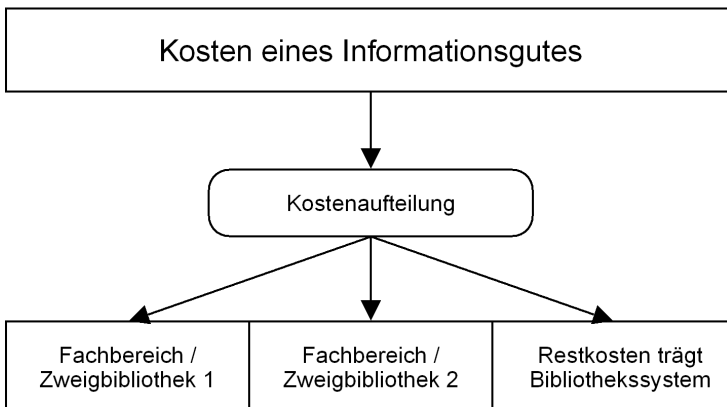 Kosten eines Informationsgutes
Kostenaufteilung
Fachbereich /
Zweigbibliothek 1
Fachbereich /
Zweigbibliothek 2
Restkosten trägt
Bibliothekssystem